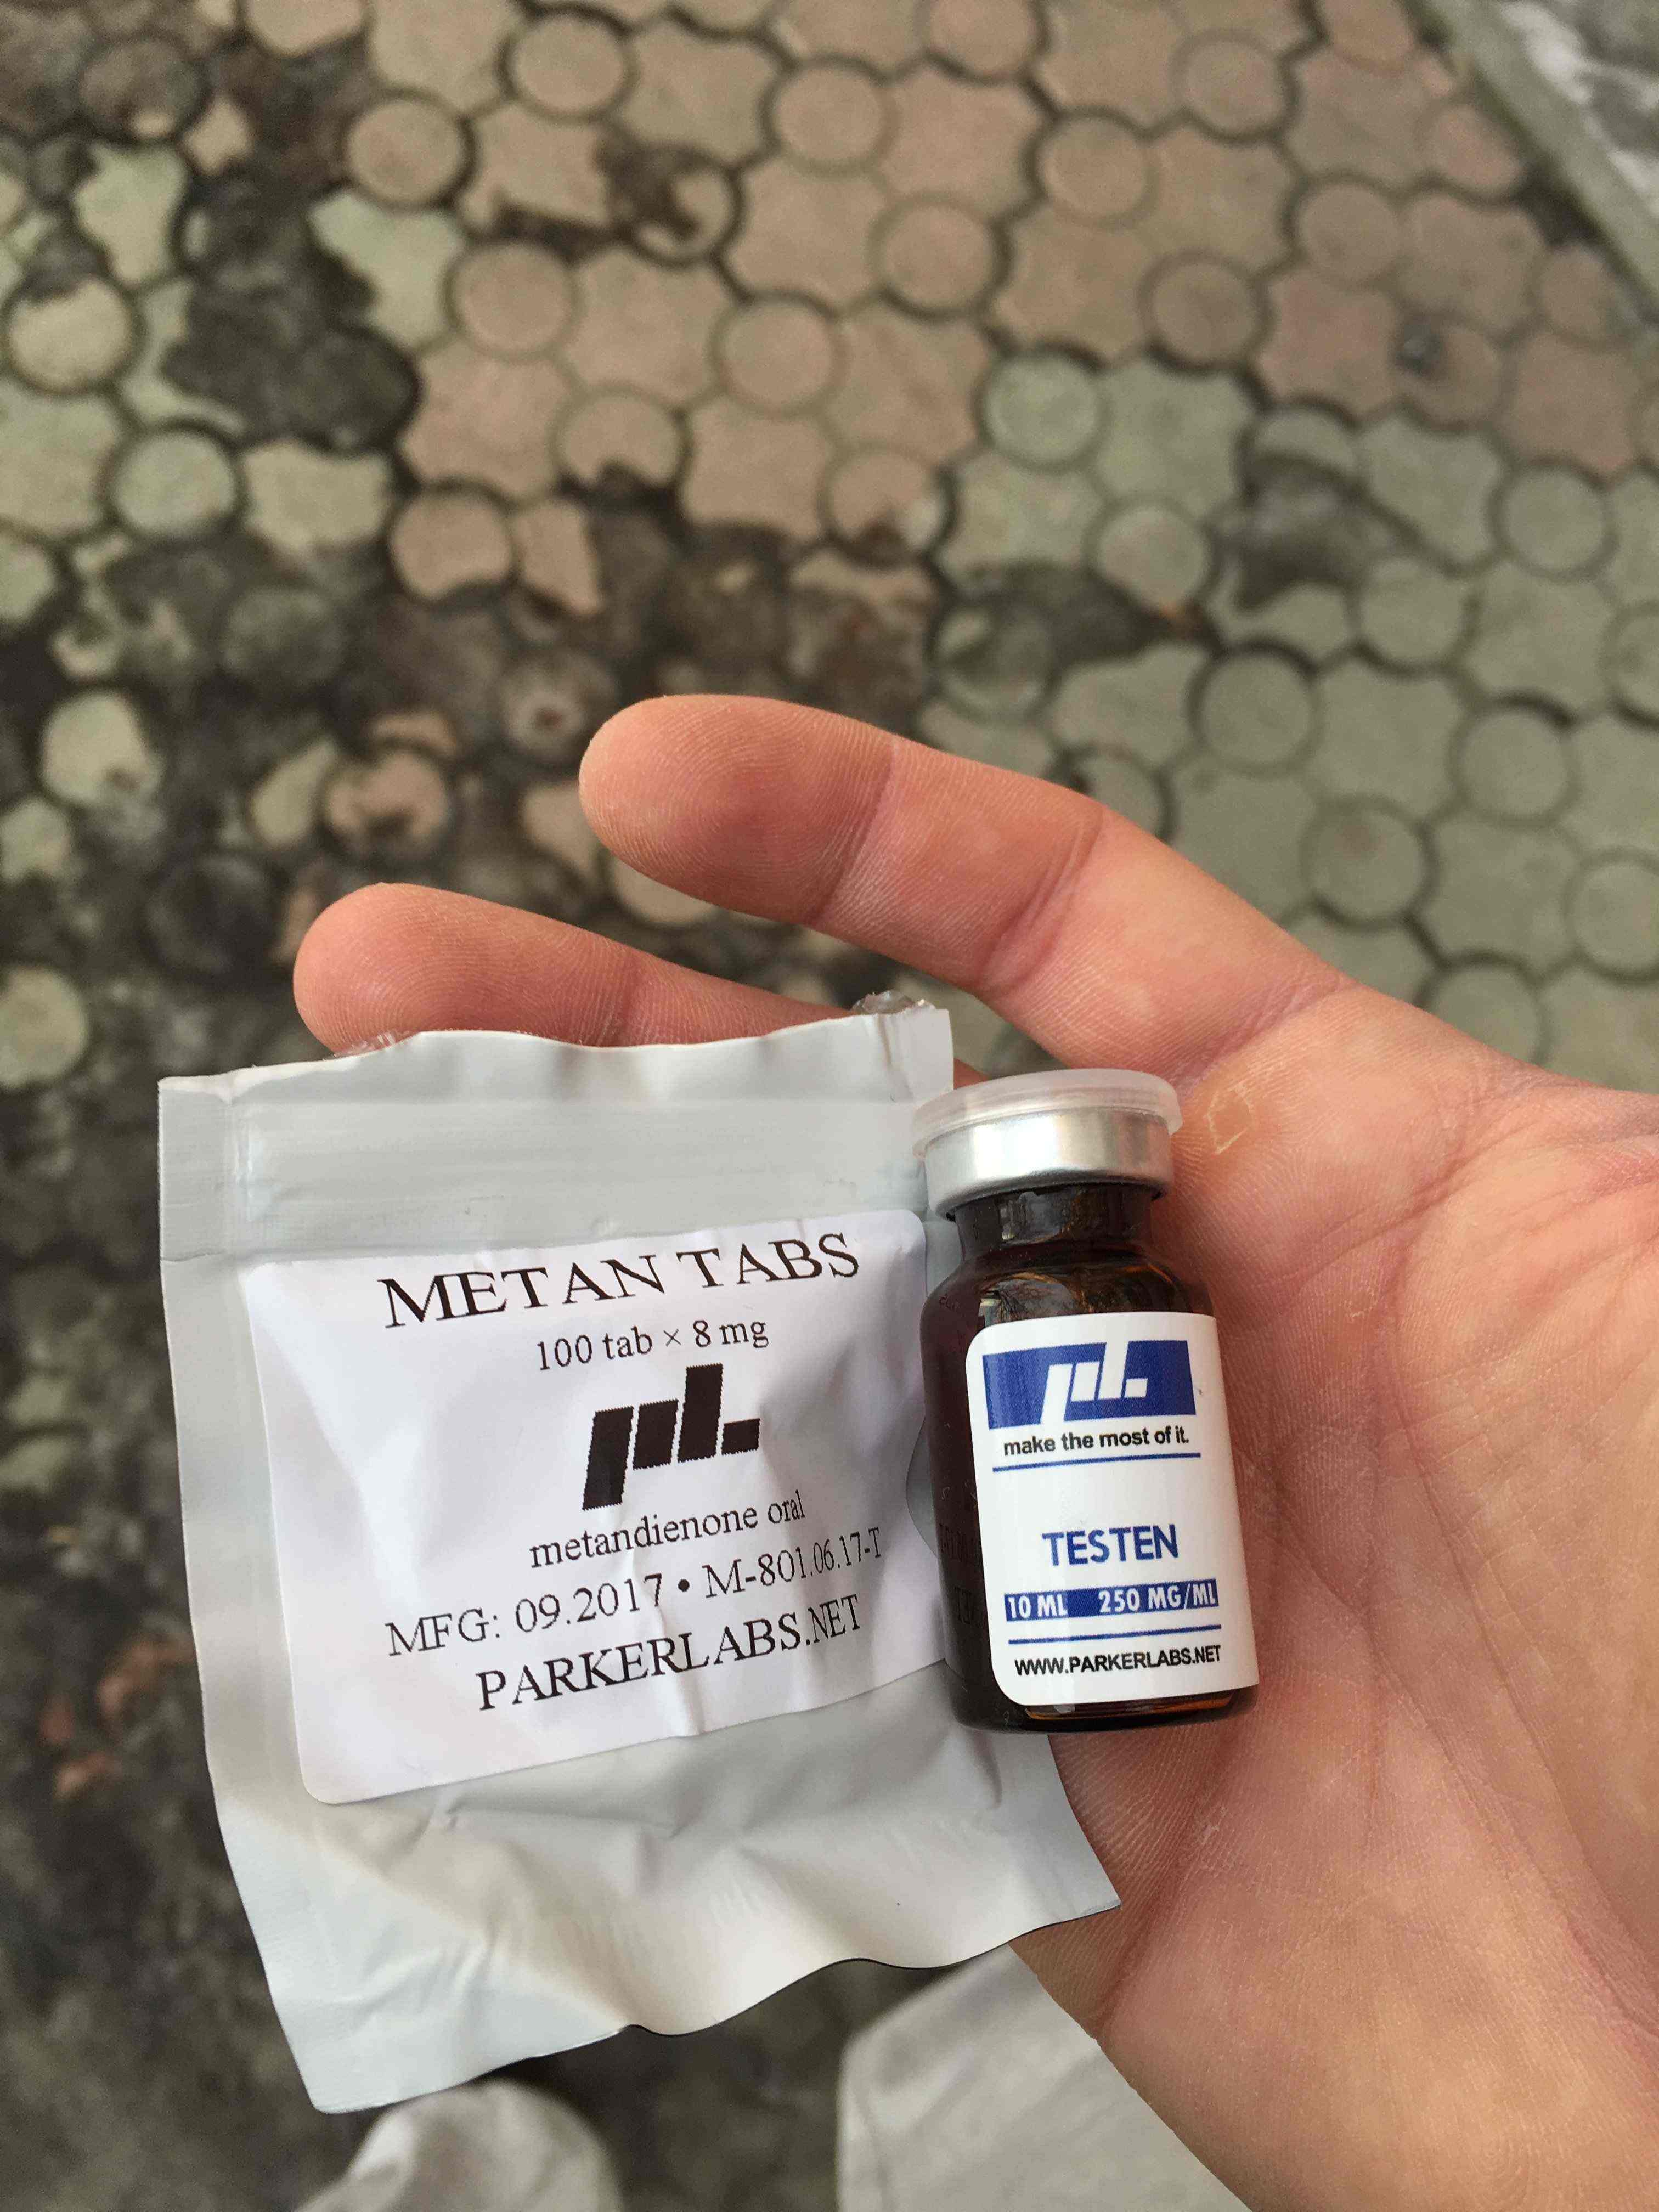 METAN TABS
100 tab × 8 mg
pl.
metandienone oral
MFG: 09.2017 • M-801.06.17-T
PARKERLABS.NET
pl.
make the most of it.
TESTEN
10 ML 250 MG/ML
WWW.PARKERLABS.NET